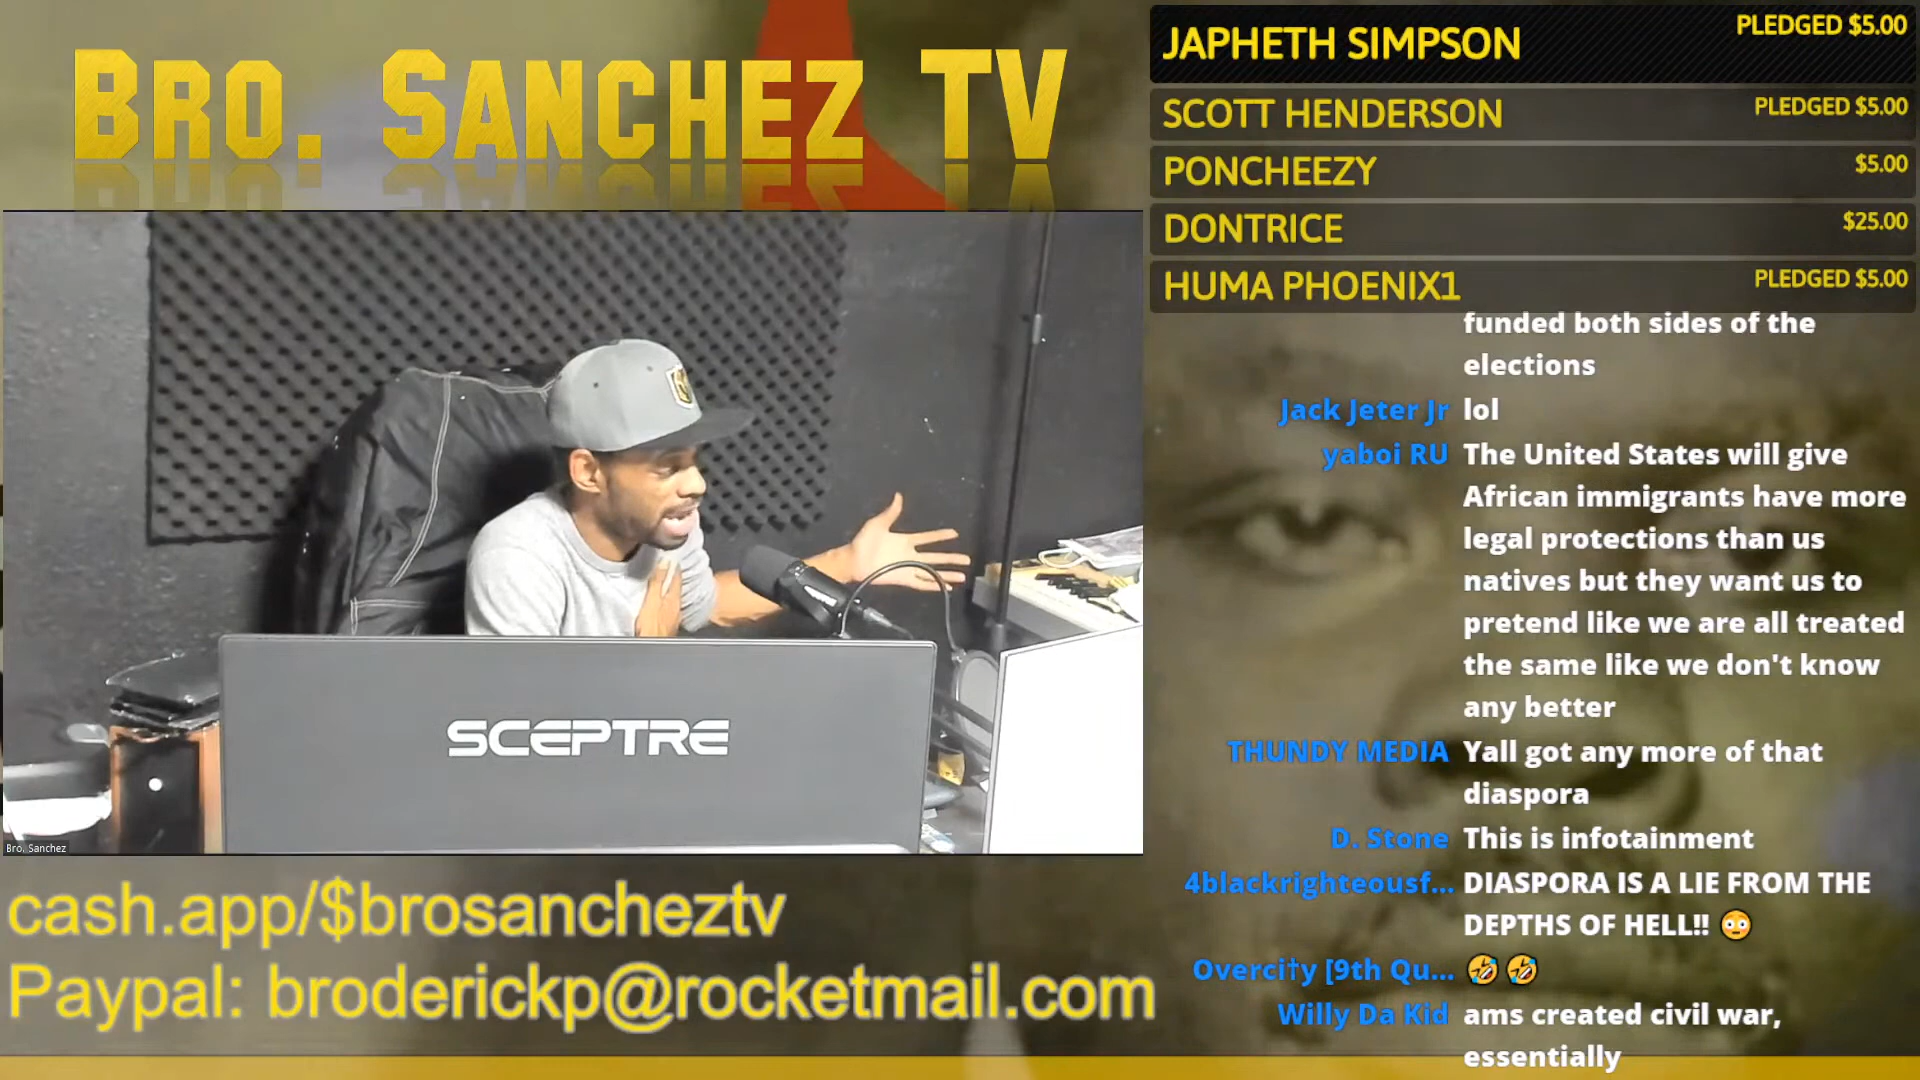 BRO. SANCHEZ TV
SCEPTRE
Bro. Sanchez
cash.app/$brosancheztv
Paypal: broderickp@rocketmail.com
JAPHETH SIMPSON PLEDGED $5.00
SCOTT HENDERSON PLEDGED $5.00
PONCHEEZY $5.00
DONTRICE $25.00
HUMA PHOENIX1 PLEDGED $5.00
funded both sides of the
elections
Jack Jeter Jr lol
yaboi RU The United States will give
African immigrants have more
legal protections than us
natives but they want us to
pretend like we are all treated
the same like we don't know
any better
THUNDY MEDIA Yall got any more of that
diaspora
D. Stone This is infotainment
4blackrighteousf... DIASPORA IS A LIE FROM THE
DEPTHS OF HELL!! 😳
Overci†y [9th Qu... 🤣 🤣
Willy Da Kid ams created civil war,
essentially